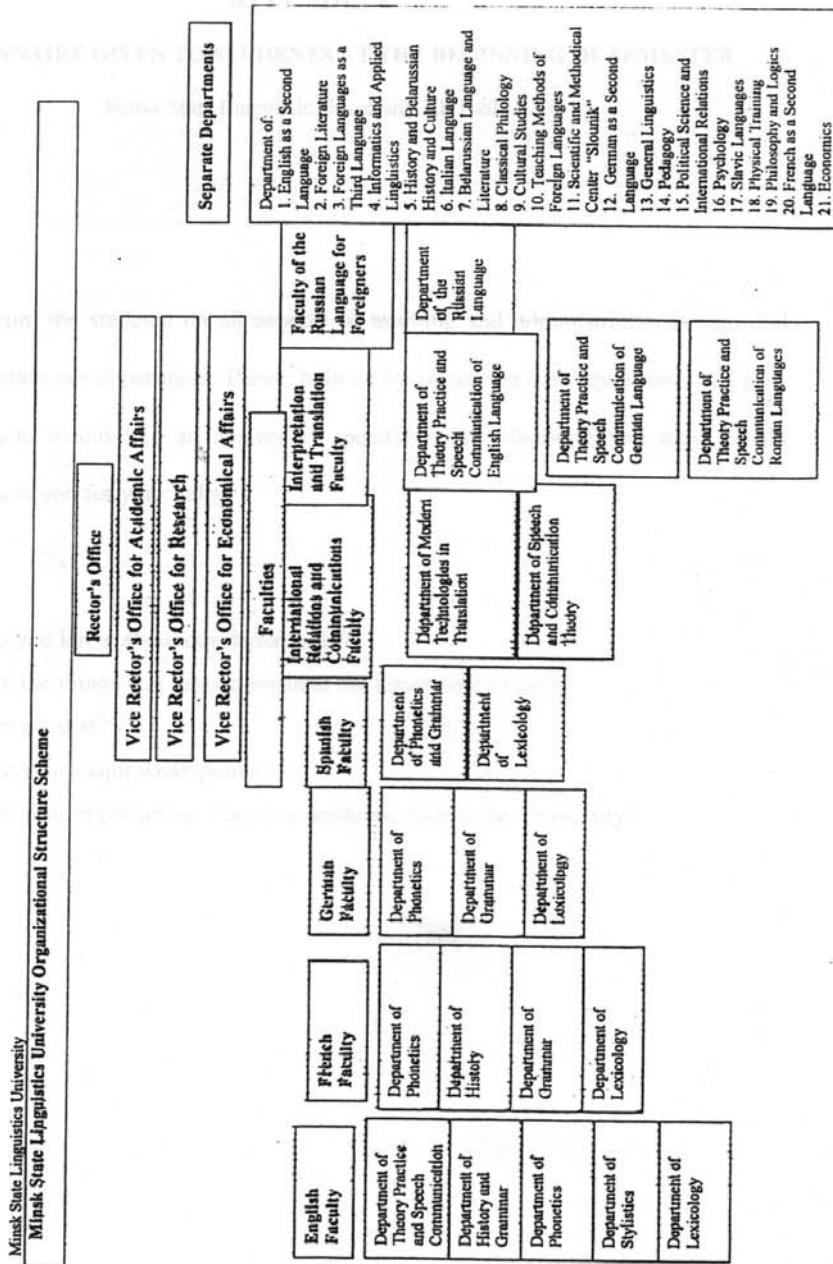 Minsk State Linguistics University
Minsk State Linguistics University Organizational Structure Scheme
Rector's Office
Vice Rector's Office for Academic Affairs
Vice Rector's Office for Research
Vice Rector's Office for Economical Affairs
Faculties
English
Faculty
Department of
Theory Practice
and Speech
Communication
Department of
History and
Grammar
Department of
Phonetics
Department of
Stylistics
Department of
Lexicology
French
Faculty
Department of
Phonetics
Department of
History
Department of
Grammar
Department of
Lexicology
German
Faculty
Department of
Phonetics
Department of
Grammar
Department of
Lexicology
Spanish
Faculty
Department
of Phonetics
and Grammar
Department
of
Lexicology
International
Relations and
Communications
Faculty
Department of Modern
Technologies in
Translation
Department of Speech
and Communication
Theory
Interpretation
and Translation
Faculty
Department of
Theory Practice and
Speech
Communication of
English Language
Department of
Theory Practice and
Speech
Communication of
German Language
Department of
Theory Practice and
Speech
Communication of
Roman Languages
Faculty of the
Russian
Language for
Foreigners
Department
of the
Russian
Language
Separate Departments
Department of:
1. English as a Second
Language
2. Foreign Literature
3. Foreign Languages as a
Third Language
4. Informatics and Applied
Linguistics
5. History and Belarussian
History and Culture
6. Italian Language
7. Belarussian Language and
Literature
8. Classical Philology
9. Cultural Studies
10. Teaching Methods of
Foreign Languages
11. Scientific and Methodical
Center "Slounik"
12. German as a Second
Language
13. General Linguistics
14. Pedagogy
15. Political Science and
International Relations
16. Psychology
17. Slavic Languages
18. Physical Training
19. Philosophy and Logics
20. French as a Second
Language
21. Economics